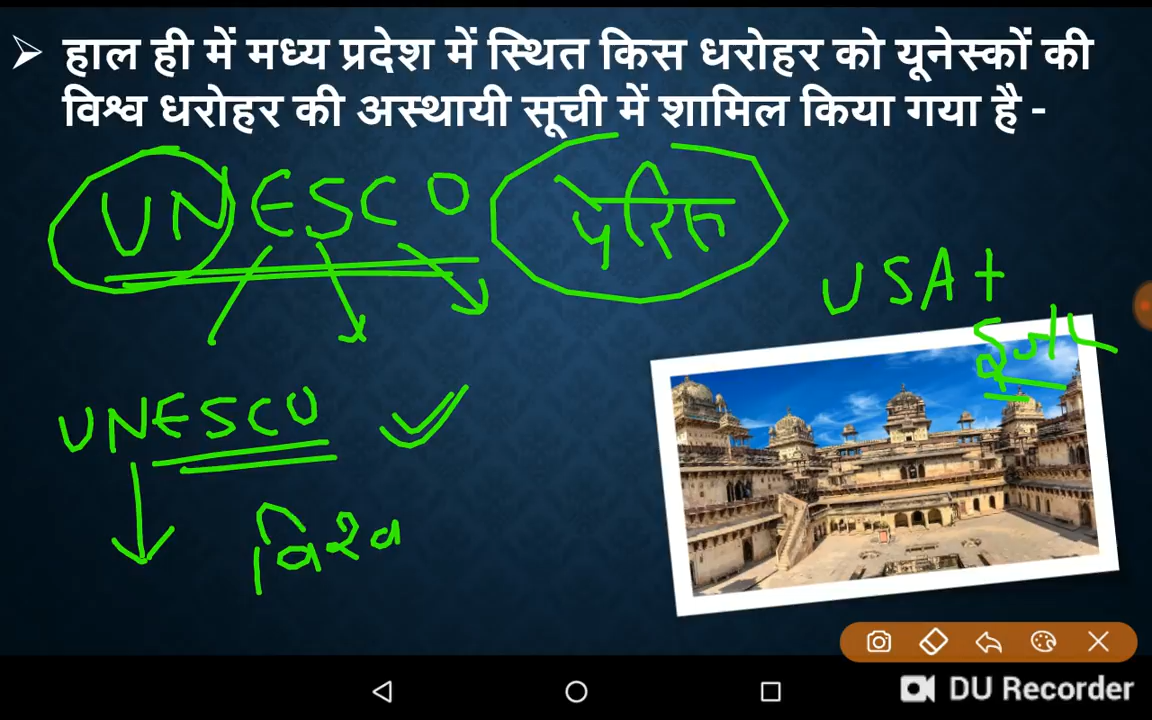 ➢ हाल ही में मध्य प्रदेश में स्थित किस धरोहर को यूनेस्कों की
विश्व धरोहर की अस्थायी सूची में शामिल किया गया है -
UNESCO
USA +
UNESCO
DU Recorder